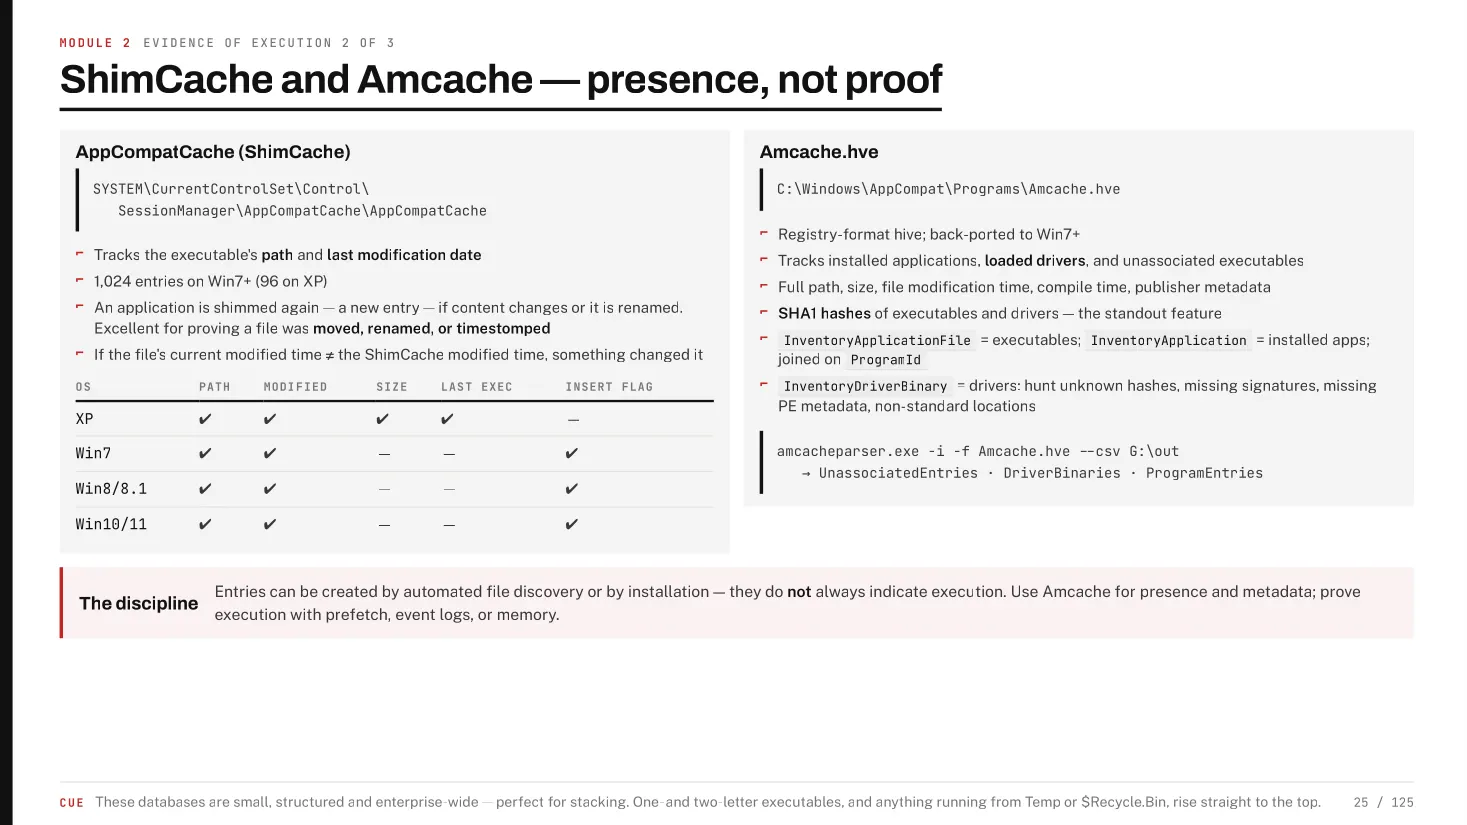 MODULE 2 EVIDENCE OF EXECUTION 2 OF 3
ShimCache and Amcache — presence, not proof
AppCompatCache (ShimCache)
SYSTEM\CurrentControlSet\Control\
SessionManager\AppCompatCache\AppCompatCache
⌐ Tracks the executable's path and last modification date
⌐ 1,024 entries on Win7+ (96 on XP)
⌐ An application is shimmed again — a new entry — if content changes or it is renamed.
Excellent for proving a file was moved, renamed, or timestomped
⌐ If the file's current modified time ≠ the ShimCache modified time, something changed it
OS PATH MODIFIED SIZE LAST EXEC INSERT FLAG
XP ✔ ✔ ✔ ✔ —
Win7 ✔ ✔ — — ✔
Win8/8.1 ✔ ✔ — — ✔
Win10/11 ✔ ✔ — — ✔
Amcache.hve
C:\Windows\AppCompat\Programs\Amcache.hve
⌐ Registry-format hive; back-ported to Win7+
⌐ Tracks installed applications, loaded drivers, and unassociated executables
⌐ Full path, size, file modification time, compile time, publisher metadata
⌐ SHA1 hashes of executables and drivers — the standout feature
⌐ InventoryApplicationFile = executables; InventoryApplication = installed apps;
joined on ProgramId
⌐ InventoryDriverBinary = drivers: hunt unknown hashes, missing signatures, missing
PE metadata, non-standard locations
amcacheparser.exe -i -f Amcache.hve --csv G:\out
→ UnassociatedEntries · DriverBinaries · ProgramEntries
The discipline
Entries can be created by automated file discovery or by installation — they do not always indicate execution. Use Amcache for presence and metadata; prove
execution with prefetch, event logs, or memory.
CUE These databases are small, structured and enterprise-wide — perfect for stacking. One-and two-letter executables, and anything running from Temp or $Recycle.Bin, rise straight to the top. 25 / 125